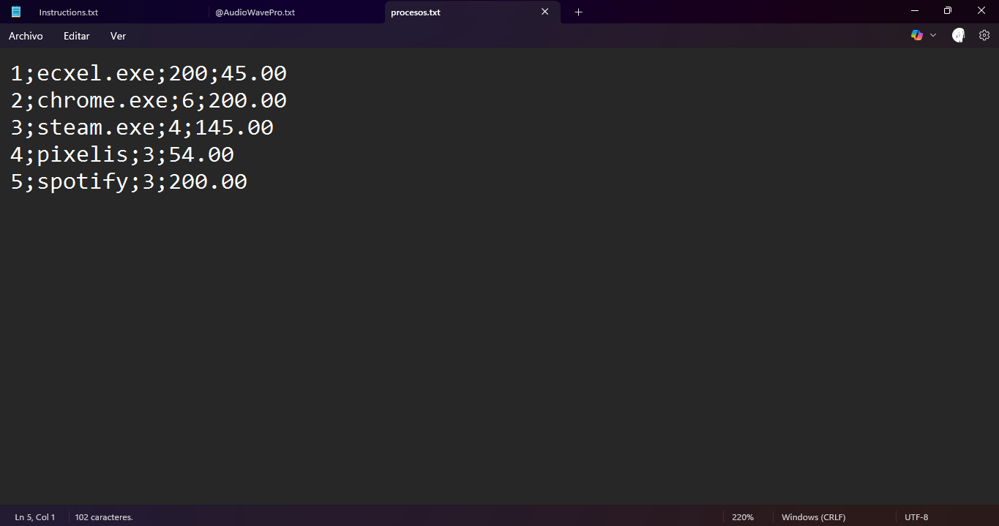 Instructions.txt
@AudioWavePro.txt
procesos.txt
Archivo
Editar
Ver
1;ecxel.exe;200;45.00
2;chrome.exe;6;200.00
3;steam.exe;4;145.00
4;pixelis;3;54.00
5;spotify;3;200.00
Ln 5, Col 1
102 caracteres.
220%
Windows (CRLF)
UTF-8